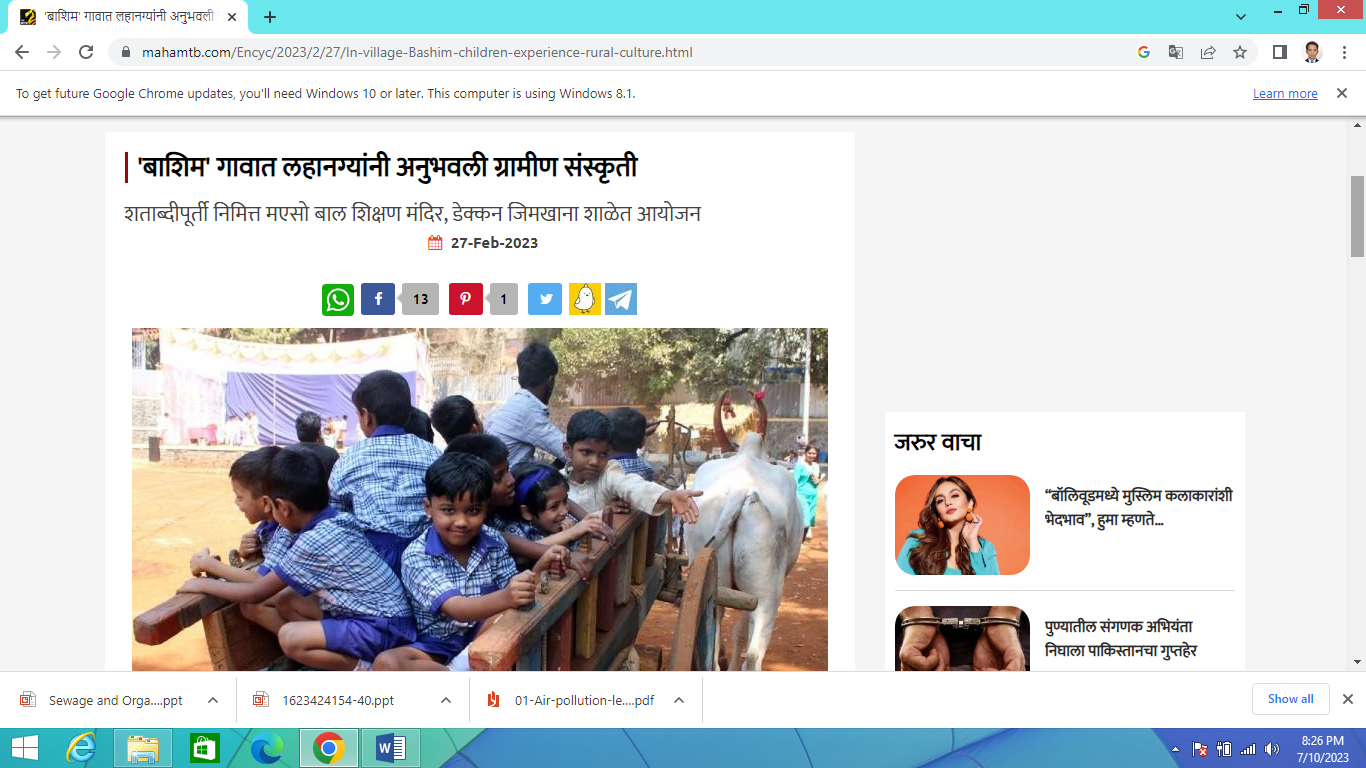 'बाशिम' गावात लहानग्यांनी अनुभवली
mahamtb.com/Encyc/2023/2/27/In-village-Bashim-children-experience-rural-culture.html
To get future Google Chrome updates, you'll need Windows 10 or later. This computer is using Windows 8.1.
Learn more
'बाशिम' गावात लहानग्यांनी अनुभवली ग्रामीण संस्कृती
शताब्दीपूर्ती निमित्त मएसो बाल शिक्षण मंदिर, डेक्कन जिमखाना शाळेत आयोजन
27-Feb-2023
13
1
जरुर वाचा
“बॉलिवूडमध्ये मुस्लिम कलाकारांशी
भेदभाव”, हुमा म्हणते...
पुण्यातील संगणक अभियंता
निघाला पाकिस्तानचा गुप्तहेर
Sewage and Orga....ppt
1623424154-40.ppt
01-Air-pollution-le....pdf
Show all
8:26 PM
7/10/2023